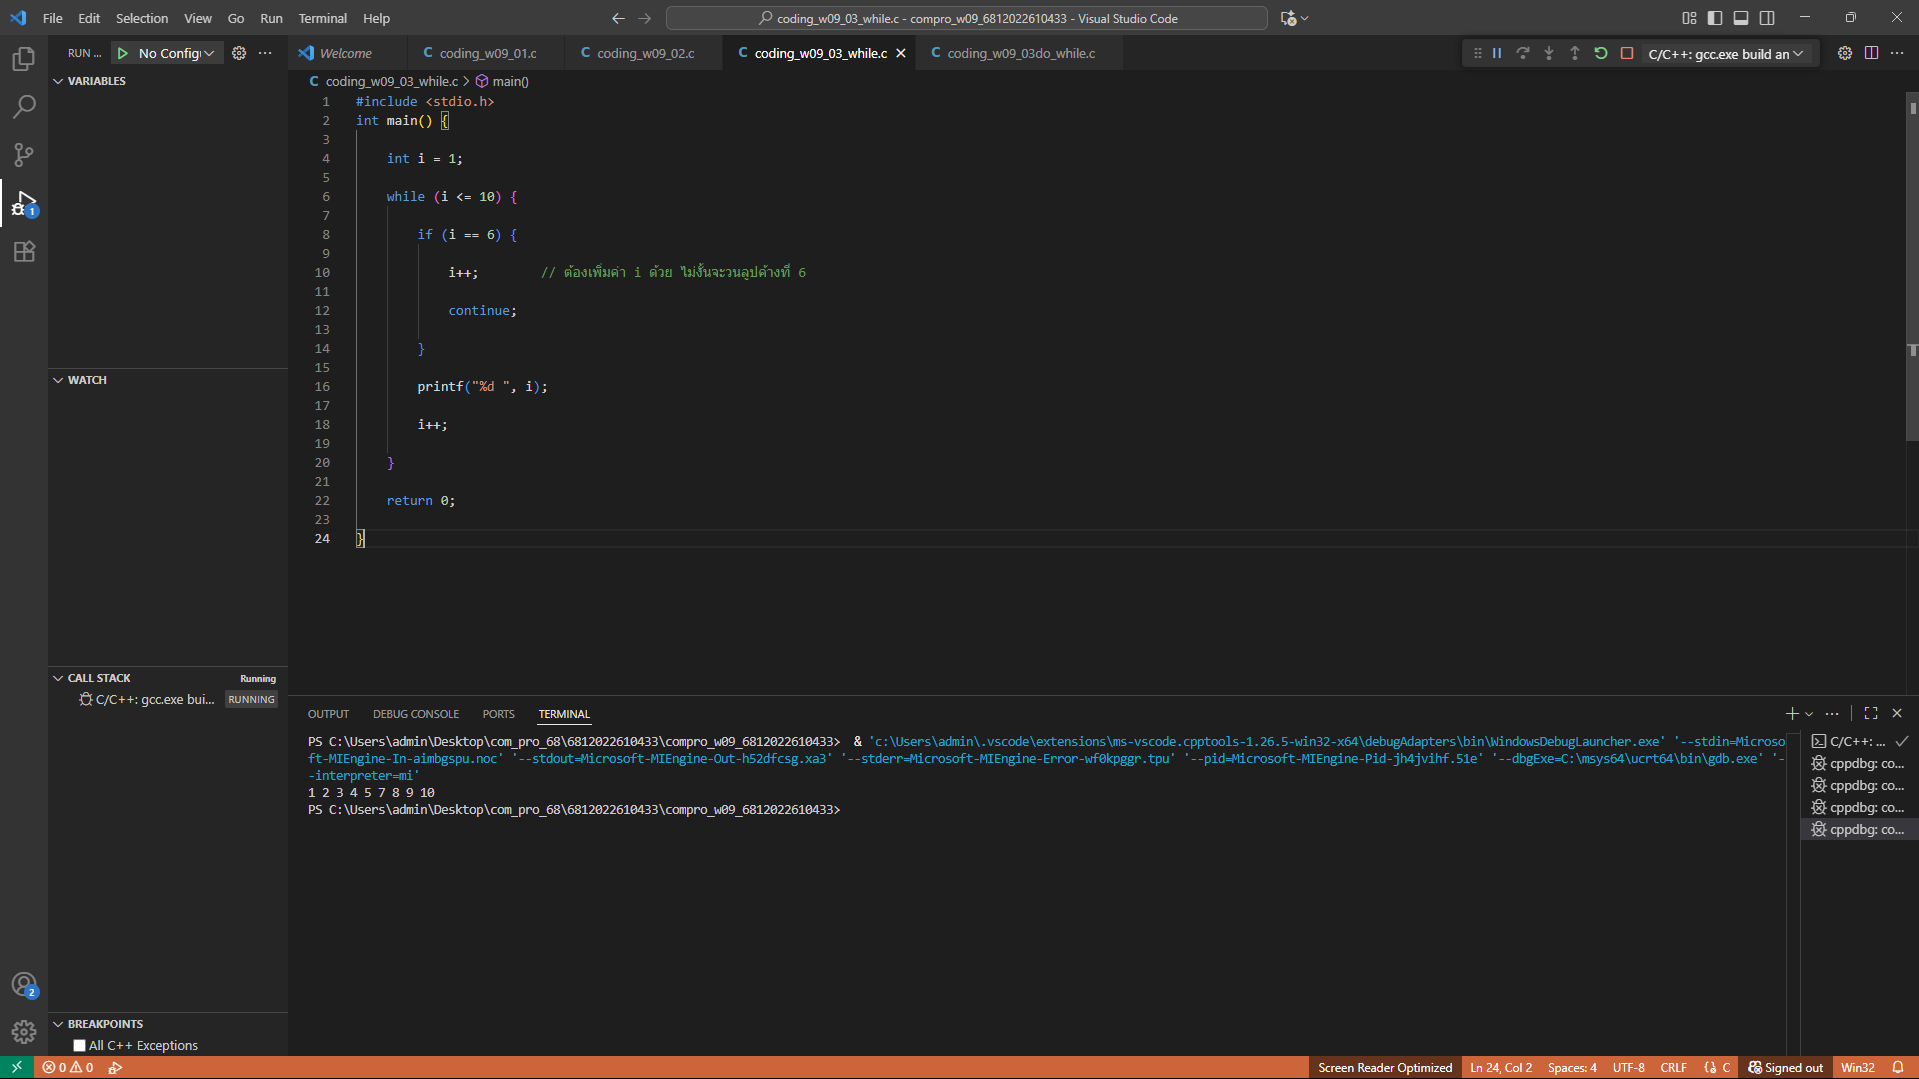 File Edit Selection View Go Run Terminal Help
coding_w09_03_while.c - compro_w09_6812022610433 - Visual Studio Code
RUN ... No Config
Welcome
coding_w09_01.c
coding_w09_02.c
coding_w09_03_while.c
coding_w09_03do_while.c
C/C++: gcc.exe build an
VARIABLES
C coding_w09_03_while.c > main()
1 #include <stdio.h>
2 int main() {
3
4 int i = 1;
5
6 while (i <= 10) {
7
8 if (i == 6) {
9
10 i++; // ต้องเพิ่มค่า i ด้วย ไม่งั้นจะวนลูปค้างที่ 6
11
12 continue;
13
14 }
15
16 printf("%d ", i);
17
18 i++;
19
20 }
21
22 return 0;
23
24 }
WATCH
CALL STACK Running
C/C++: gcc.exe bui... RUNNING
BREAKPOINTS
All C++ Exceptions
1
2
OUTPUT DEBUG CONSOLE PORTS TERMINAL
PS C:\Users\admin\Desktop\com_pro_68\6812022610433\compro_w09_6812022610433> & 'c:\Users\admin\.vscode\extensions\ms-vscode.cpptools-1.26.5-win32-x64\debugAdapters\bin\WindowsDebugLauncher.exe' '--stdin=Microso
ft-MIEngine-In-aimbgspu.noc' '--stdout=Microsoft-MIEngine-Out-h52dfcsg.xa3' '--stderr=Microsoft-MIEngine-Error-wf0kpggr.tpu' '--pid=Microsoft-MIEngine-Pid-jh4jvihf.51e' '--dbgExe=C:\msys64\ucrt64\bin\gdb.exe' '-
-interpreter=mi'
1 2 3 4 5 7 8 9 10
PS C:\Users\admin\Desktop\com_pro_68\6812022610433\compro_w09_6812022610433>
C/C++: ...
cppdbg: co...
cppdbg: co...
cppdbg: co...
cppdbg: co...
0 0
Screen Reader Optimized Ln 24, Col 2 Spaces: 4 UTF-8 CRLF {} C Signed out Win32